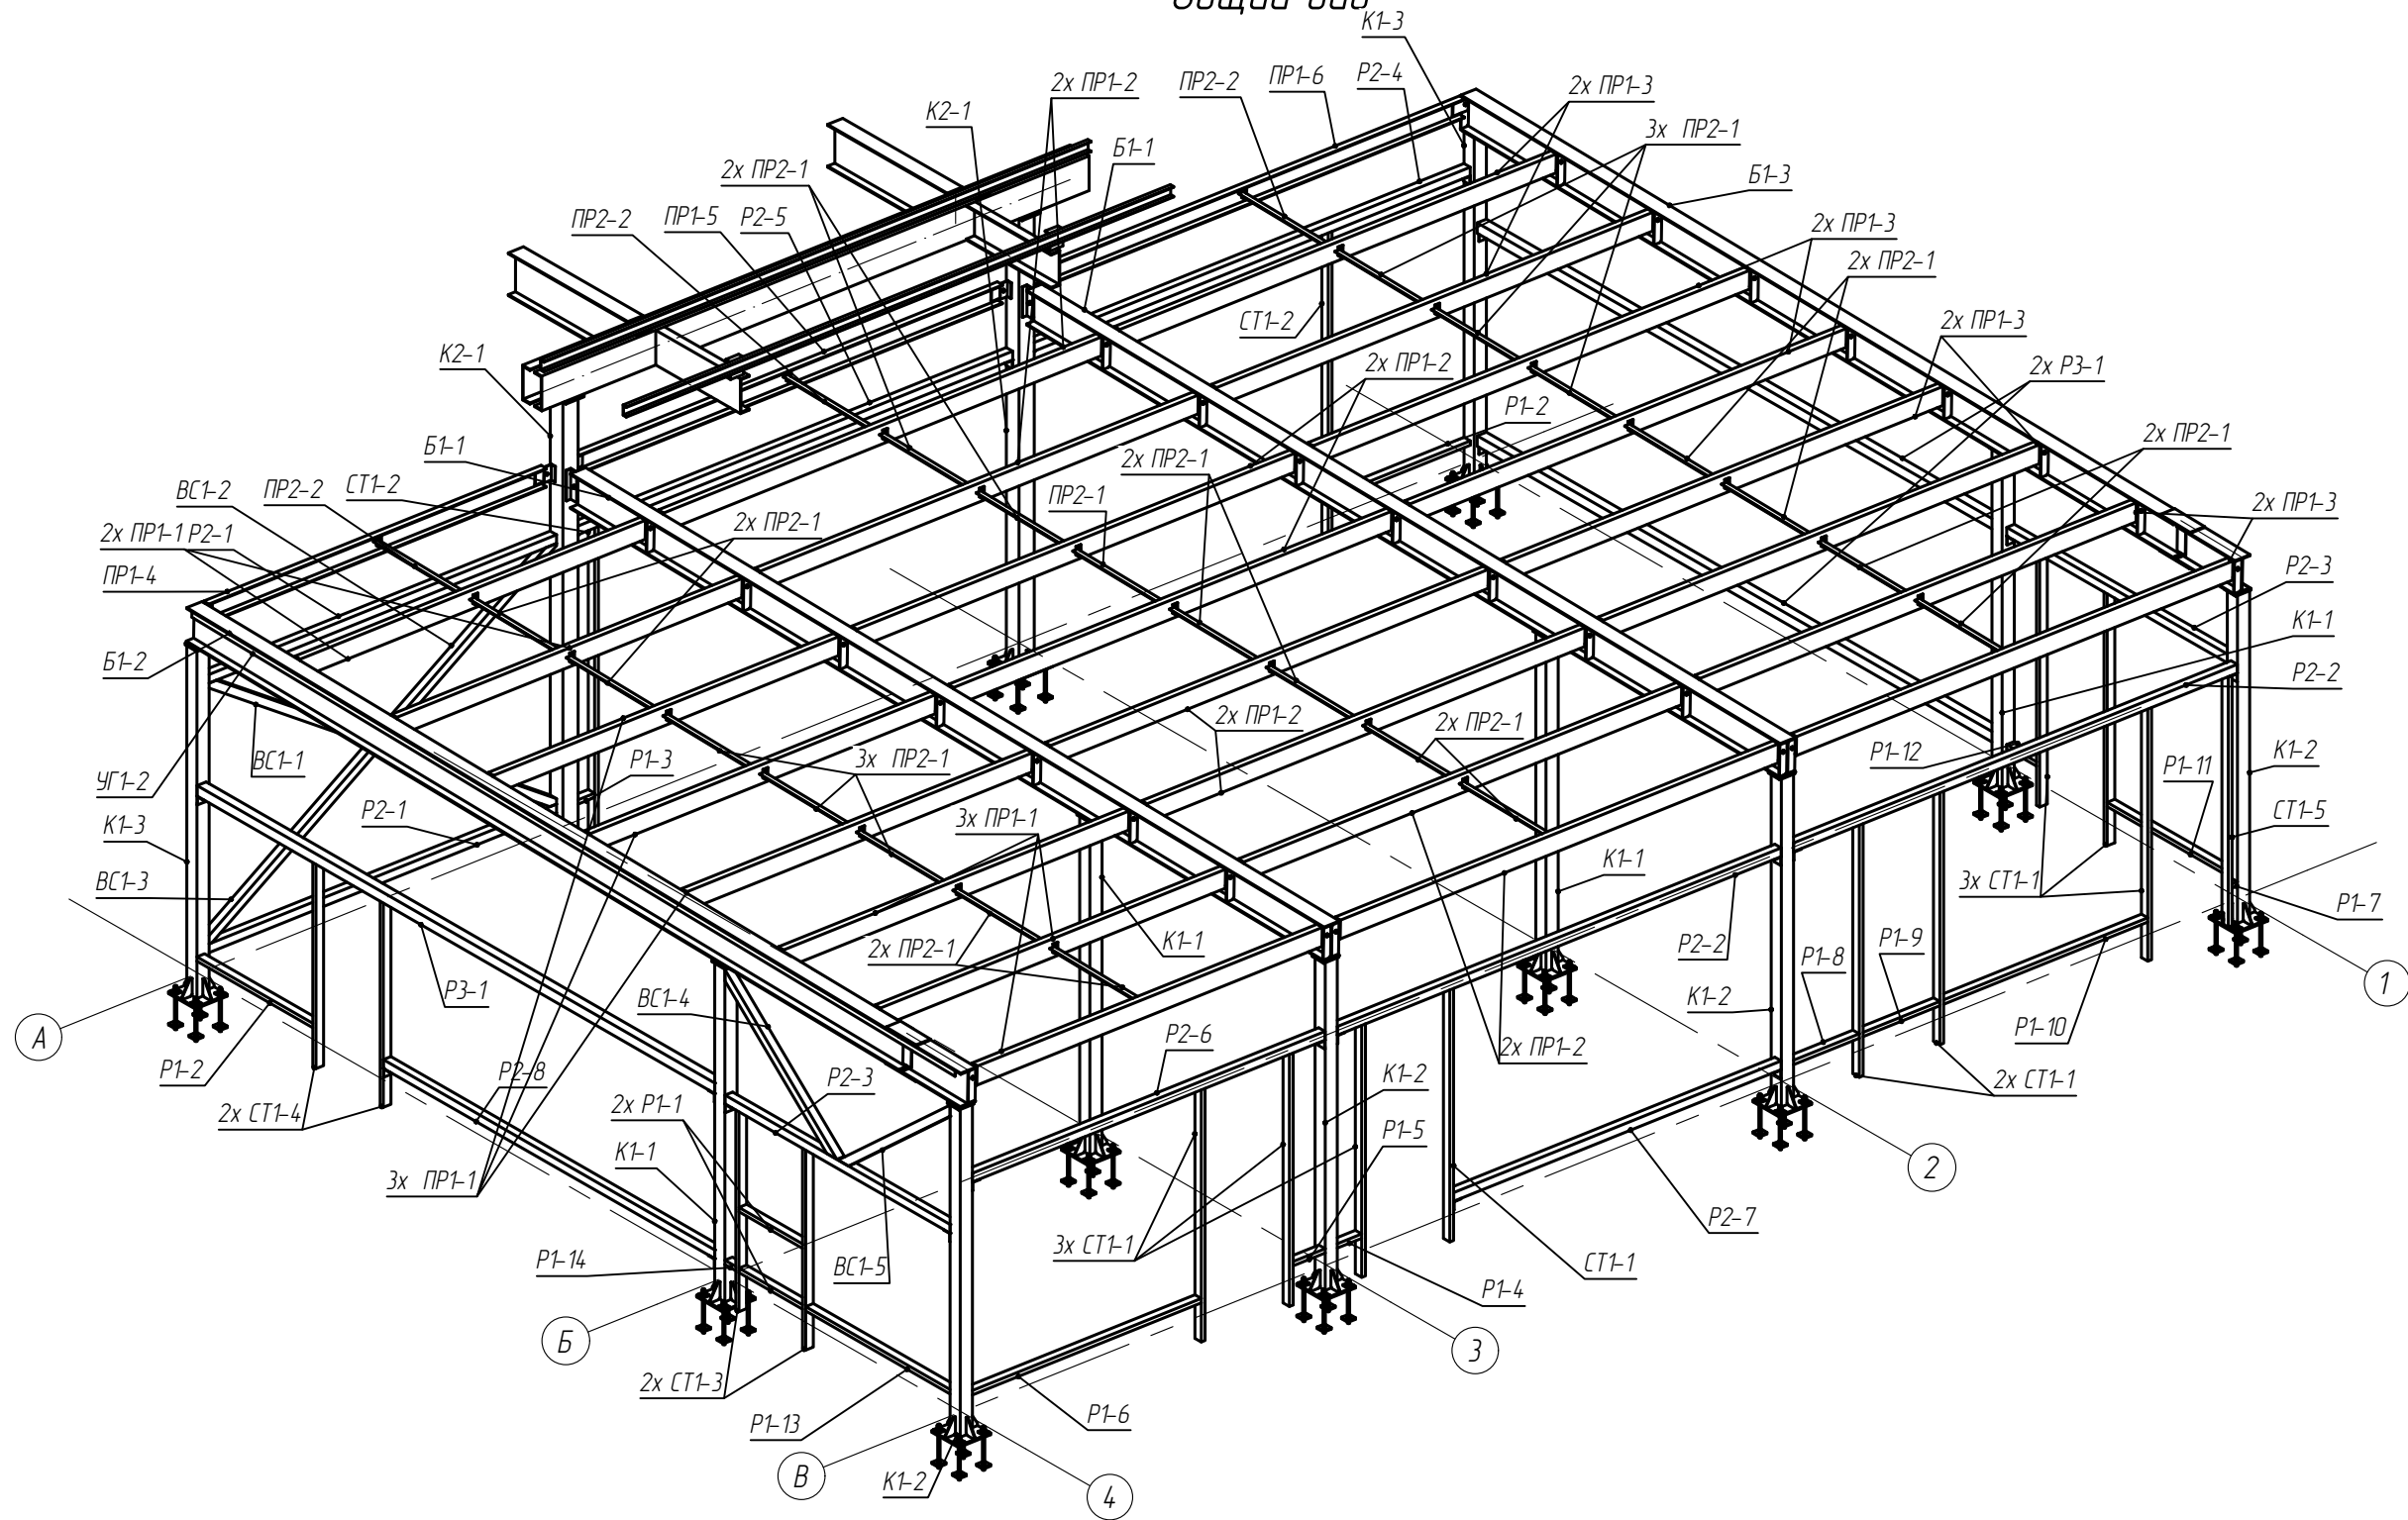 Общий вид
К1-3
2х ПР1-2
ПР2-2
ПР1-6
Р2-4
2х ПР1-3
К2-1
3х ПР2-1
Б1-1
2х ПР2-1
Б1-3
ПР2-2
ПР1-5
Р2-5
2х ПР1-3
2х ПР2-1
СТ1-2
2х ПР1-3
К2-1
2х ПР1-2
2х Р3-1
Р1-2
Б1-1
2х ПР2-1
2х ПР2-1
ВС1-2
ПР2-2
СТ1-2
ПР2-1
2х ПР1-3
2х ПР1-1
Р2-1
2х ПР2-1
ПР1-4
Р2-3
К1-1
Б1-2
Р2-2
2х ПР1-2
2х ПР2-1
ВС1-1
Р1-3
3х ПР2-1
Р1-12
Р1-11
К1-2
УГ1-2
К1-3
Р2-1
3х ПР1-1
СТ1-5
ВС1-3
К1-1
3х СТ1-1
Р1-7
2х ПР2-1
К1-1
Р2-2
Р1-9
Р1-8
Р3-1
ВС1-4
К1-2
1
А
Р2-6
2х ПР1-2
Р1-10
Р1-2
Р2-8
Р2-3
К1-2
2х СТ1-1
2х СТ1-4
2х Р1-1
Р1-5
К1-1
2
3х ПР1-1
Р2-7
Р1-14
ВС1-5
3х СТ1-1
СТ1-1
Р1-4
Б
3
2х СТ1-3
Р1-13
Р1-6
В
К1-2
4